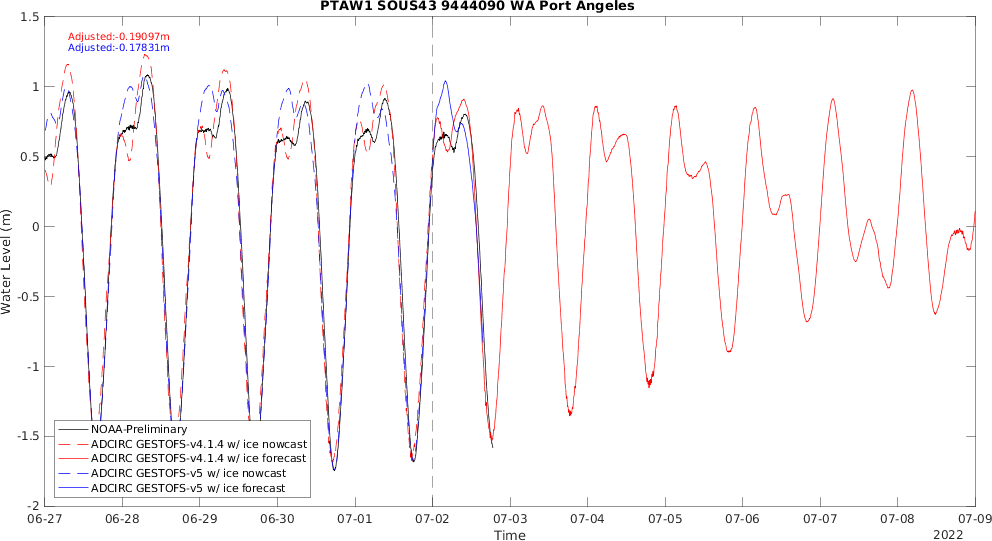 PTAW1 SOUS43 9444090 WA Port Angeles
Adjusted:-0.19097m
Adjusted:-0.17831m
1.5
1
0.5
0
-0.5
-1
-1.5
-2
Water Level (m)
NOAA-Preliminary
ADCIRC GESTOFS-v4.1.4 w/ ice nowcast
ADCIRC GESTOFS-v4.1.4 w/ ice forecast
ADCIRC GESTOFS-v5 w/ ice nowcast
ADCIRC GESTOFS-v5 w/ ice forecast
06-27 06-28 06-29 06-30 07-01 07-02 07-03 07-04 07-05 07-06 07-07 07-08 07-09
Time
2022